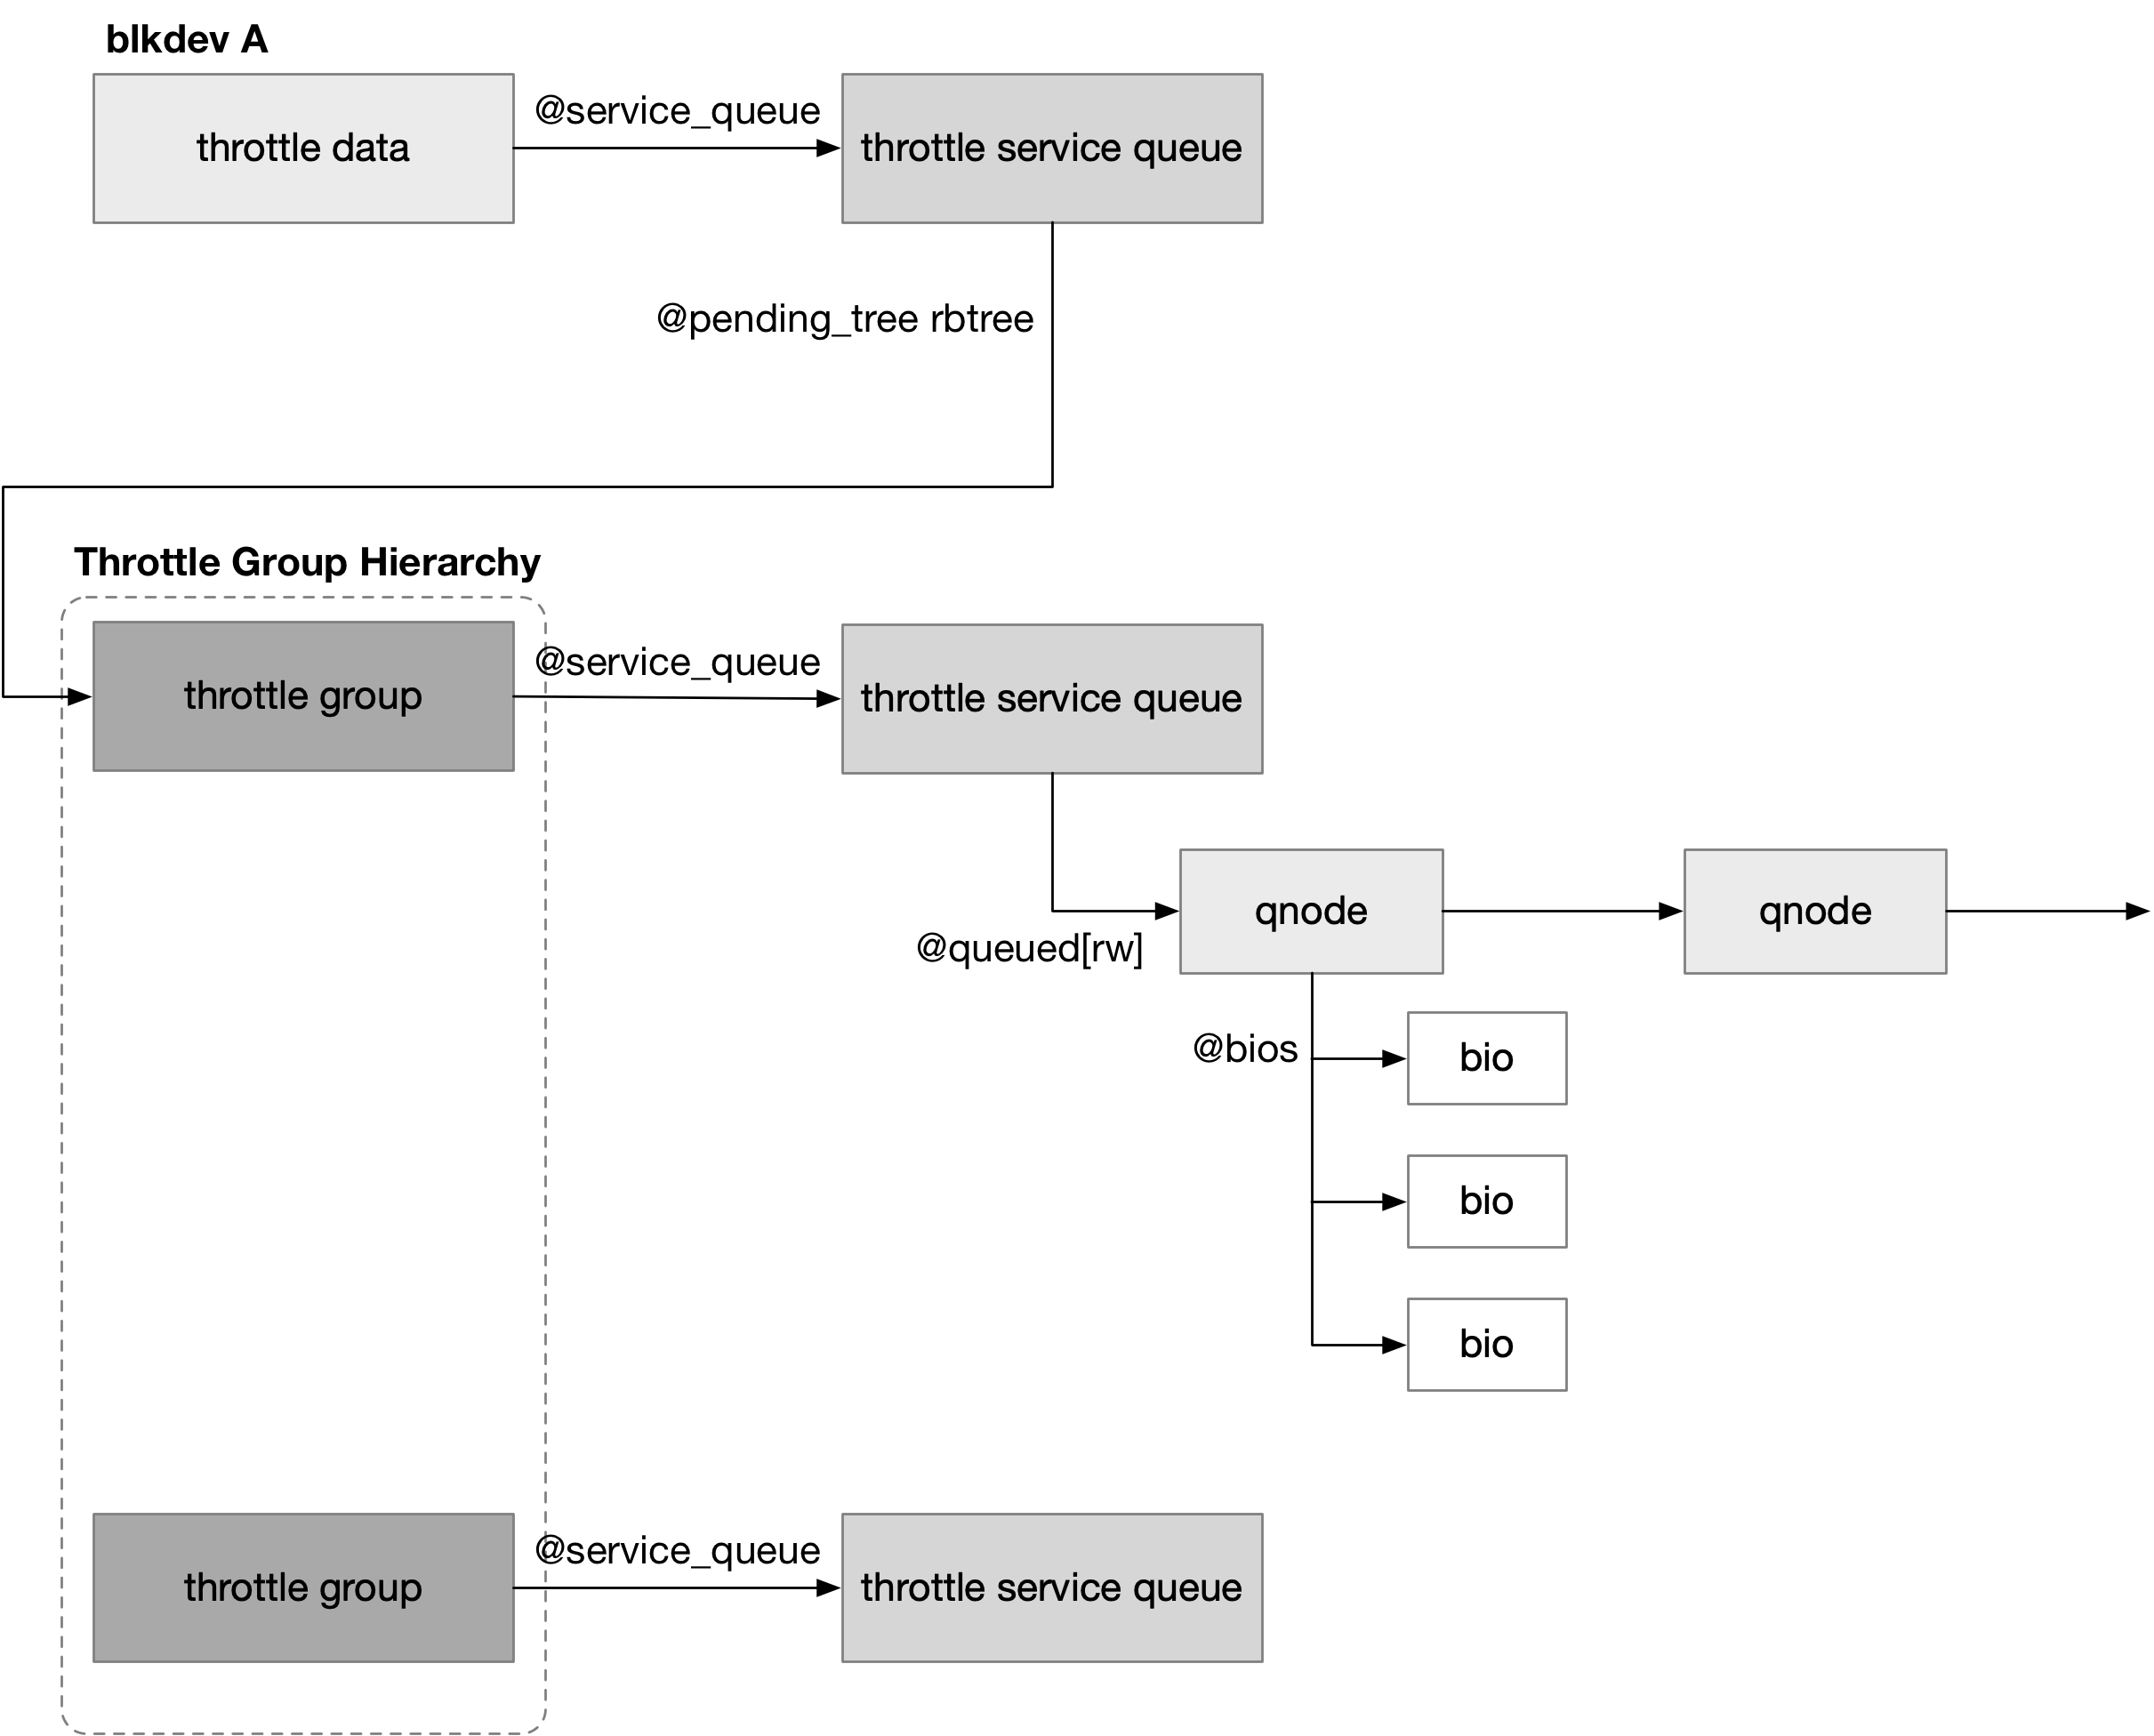 blkdev A
throttle data
@service_queue
throttle service queue
@pending_tree rbtree
Throttle Group Hierarchy
throttle group
@service_queue
throttle service queue
qnode
qnode
@queued[rw]
@bios
bio
bio
bio
throttle group
@service_queue
throttle service queue